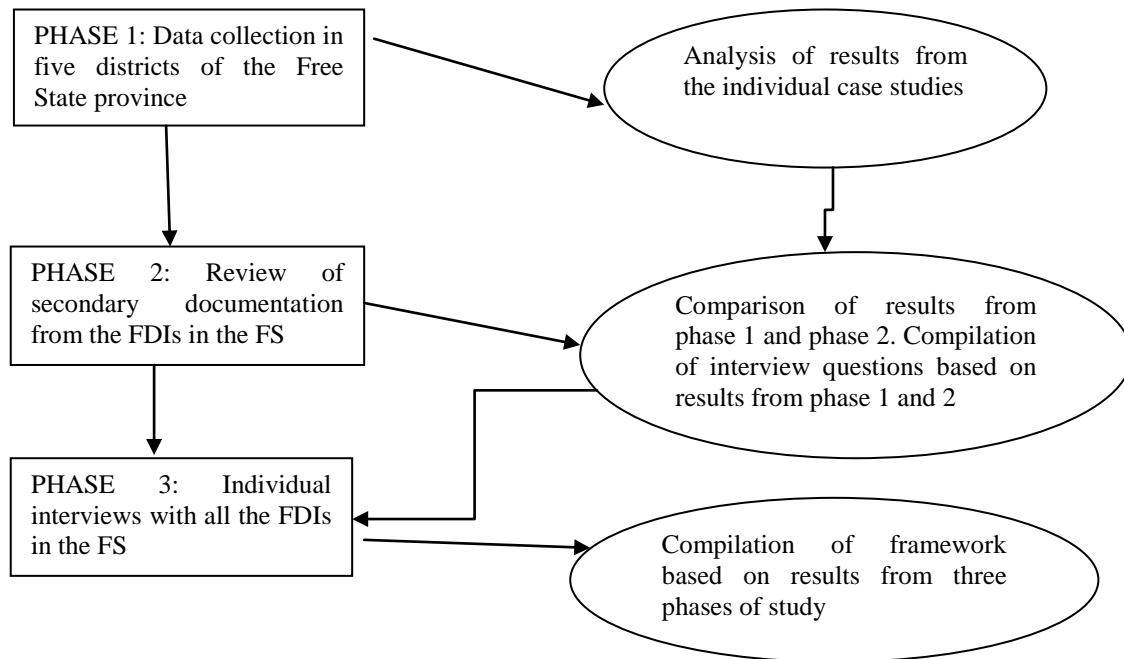 PHASE 1: Data collection in
five districts of the Free
State province
Analysis of results from
the individual case studies
PHASE 2: Review of
secondary documentation
from the FDIs in the FS
Comparison of results from
phase 1 and phase 2. Compilation
of interview questions based on
results from phase 1 and 2
PHASE 3: Individual
interviews with all the FDIs
in the FS
Compilation of framework
based on results from three
phases of study